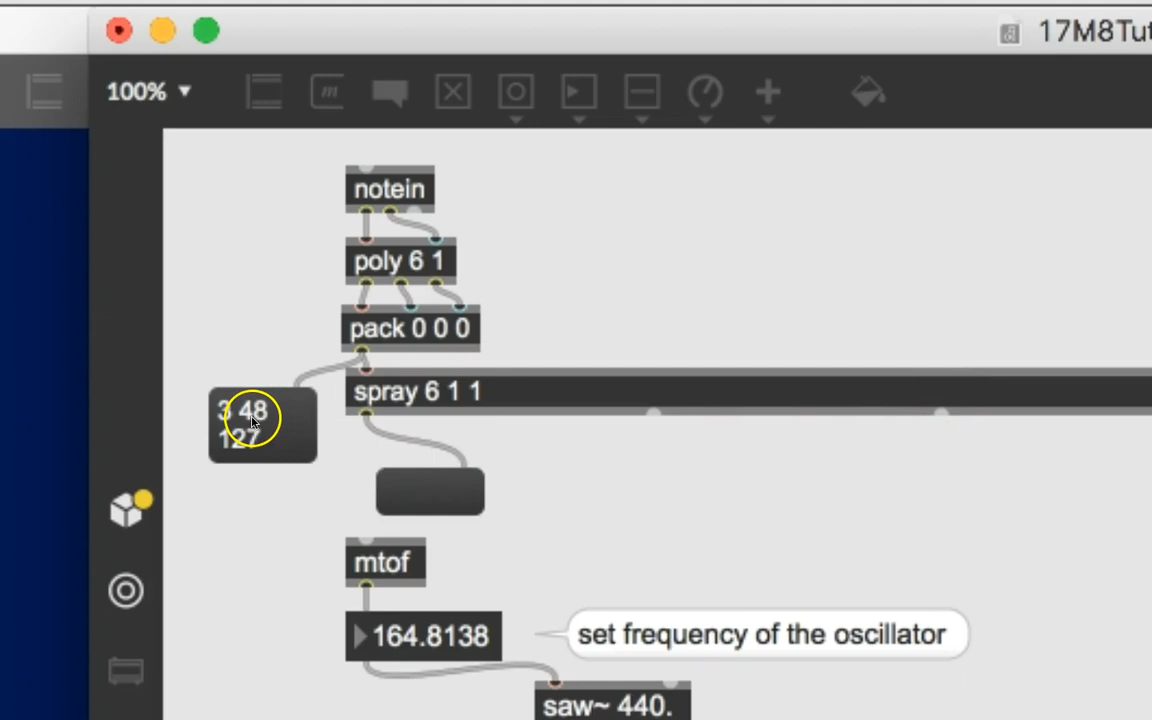 17M8Tut
100%
m
notein
poly 6 1
pack 0 0 0
spray 6 1 1
3 48
127
mtof
164.8138
set frequency of the oscillator
saw~ 440.